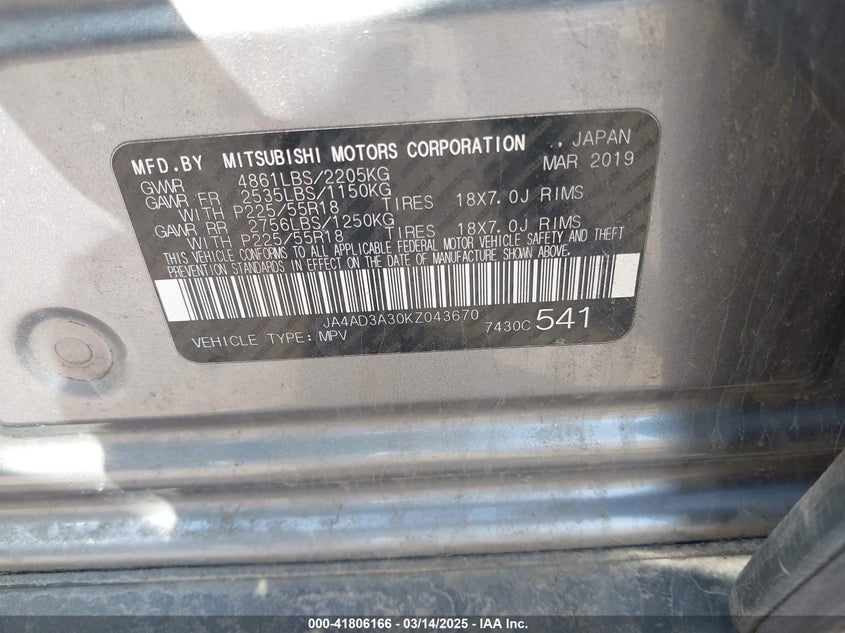 MFD.BY MITSUBISHI MOTORS CORPORATION ., JAPAN
MAR 2019
GWWR 4861LBS/2205KG
GAWR FR 2535LBS/1150KG
WITH P225/55R18 TIRES 18X7.0J RIMS
GAWR RR 2756LBS/1250KG
WITH P225/55R18 TIRES 18X7.0J RIMS
THIS VEHICLE CONFORMS TO ALL APPLICABLE FEDERAL MOTOR VEHICLE SAFETY AND THEFT
PREVENTION STANDARDS IN EFFECT ON THE DATE OF MANUFACTURE SHOWN ABOVE.
JA4AD3A30KZ043670
VEHICLE TYPE: MPV 7430C 541
000-41806166 - 03/14/2025 - IAA Inc.